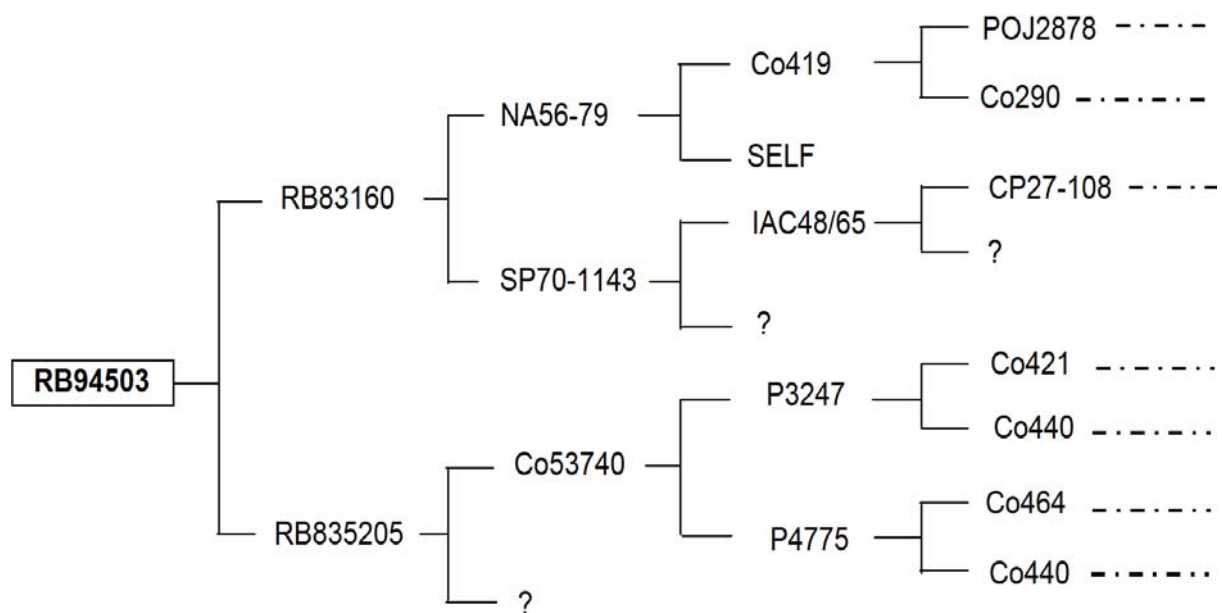 POJ2878
Co419
Co290
NA56-79
SELF
RB83160
CP27-108
IAC48/65
?
SP70-1143
?
RB94503
Co421
P3247
Co440
Co53740
Co464
RB835205
P4775
Co440
?